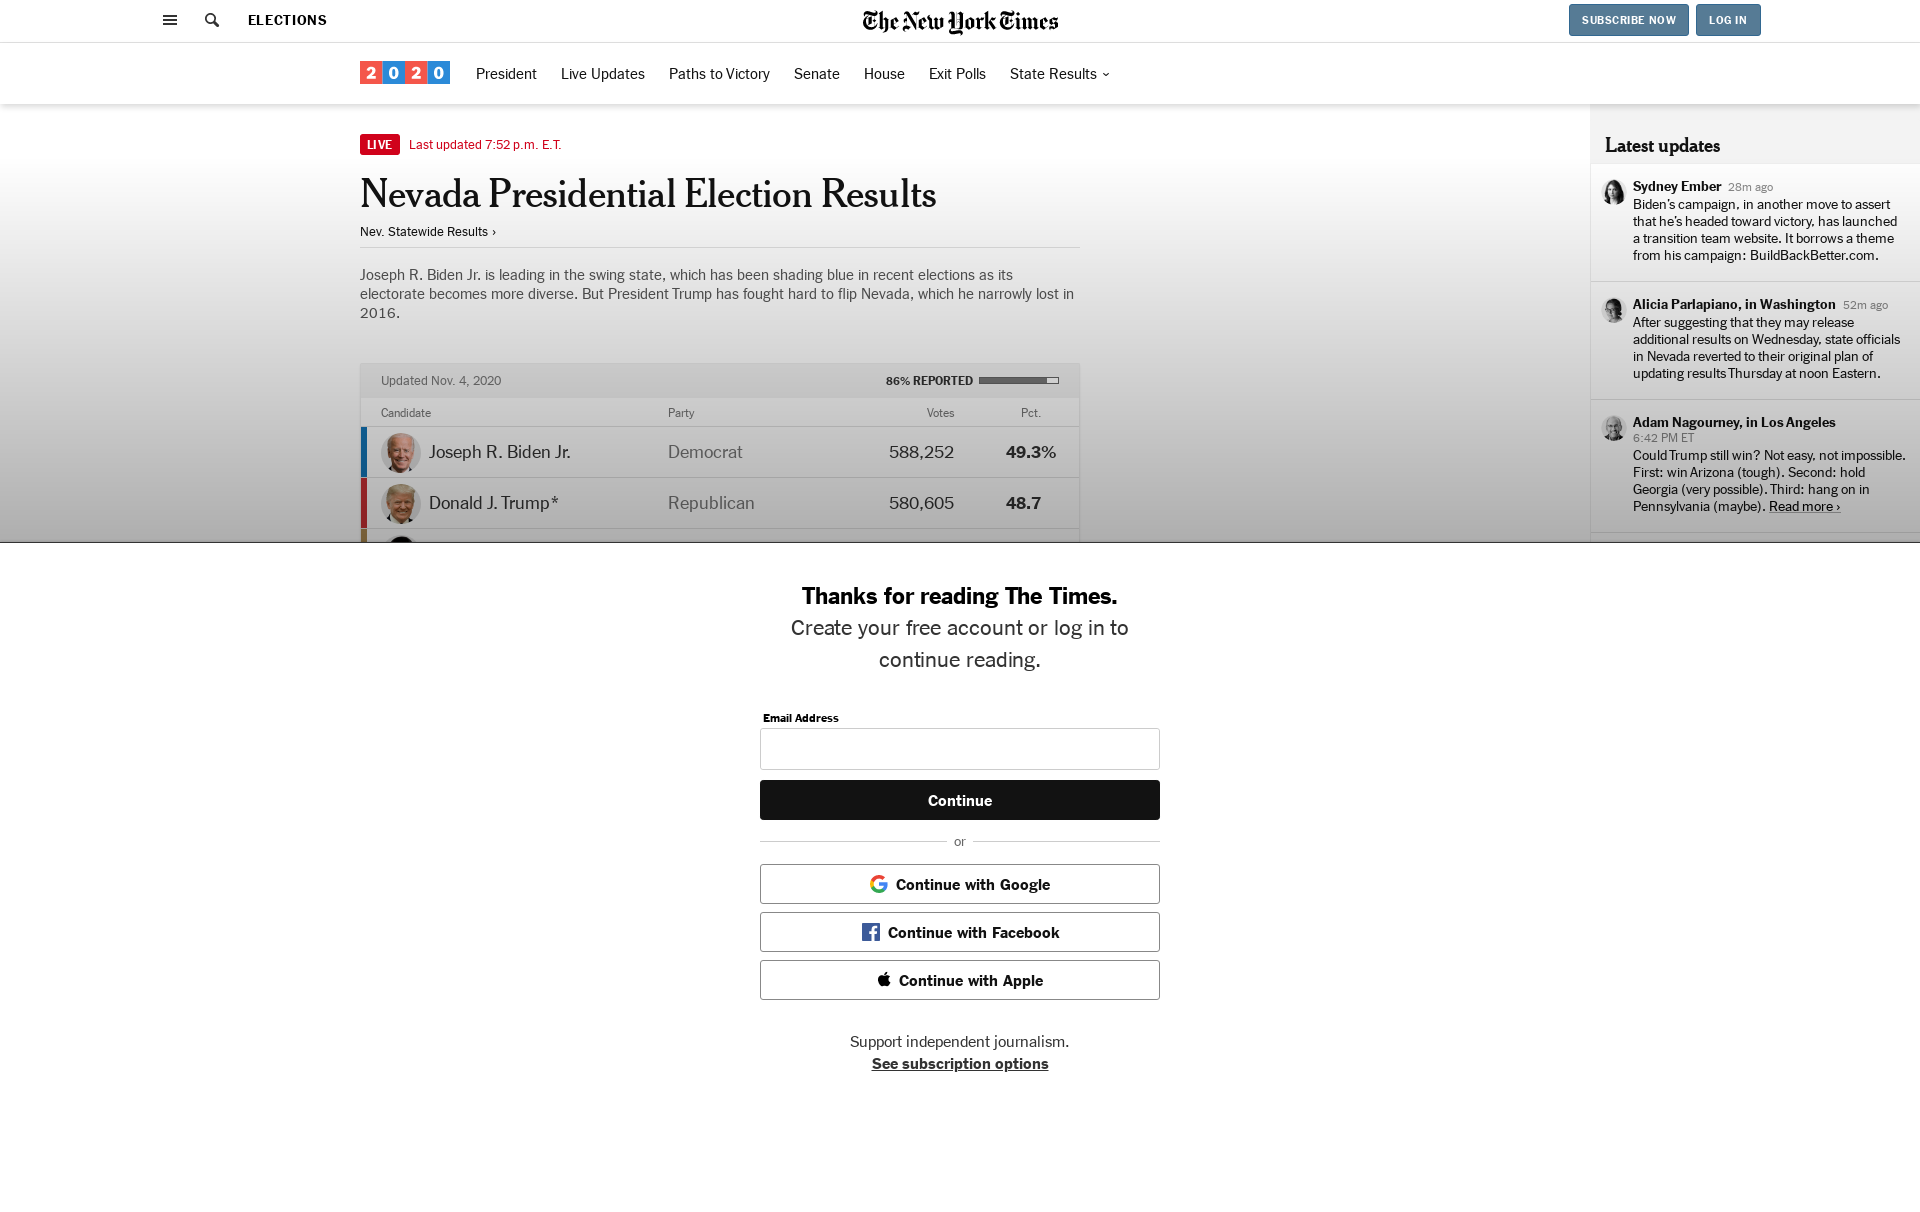 ELECTIONS
The New York Times
SUBSCRIBE NOW
LOG IN
2020
President
Live Updates
Paths to Victory
Senate
House
Exit Polls
State Results
LIVE Last updated 7:52 p.m. E.T.
Nevada Presidential Election Results
Nev. Statewide Results ›
Joseph R. Biden Jr. is leading in the swing state, which has been shading blue in recent elections as its
electorate becomes more diverse. But President Trump has fought hard to flip Nevada, which he narrowly lost in
2016.
Updated Nov. 4, 2020 86% REPORTED
Candidate Party Votes Pct.
Joseph R. Biden Jr. Democrat 588,252 49.3%
Donald J. Trump* Republican 580,605 48.7
Latest updates
Sydney Ember 28m ago
Biden’s campaign, in another move to assert
that he’s headed toward victory, has launched
a transition team website. It borrows a theme
from his campaign: BuildBackBetter.com.
Alicia Parlapiano, in Washington 52m ago
After suggesting that they may release
additional results on Wednesday, state officials
in Nevada reverted to their original plan of
updating results Thursday at noon Eastern.
Adam Nagourney, in Los Angeles
6:42 PM ET
Could Trump still win? Not easy, not impossible.
First: win Arizona (tough). Second: hold
Georgia (very possible). Third: hang on in
Pennsylvania (maybe). Read more ›
Thanks for reading The Times.
Create your free account or log in to
continue reading.
Email Address
Continue
or
Continue with Google
Continue with Facebook
Continue with Apple
Support independent journalism.
See subscription options